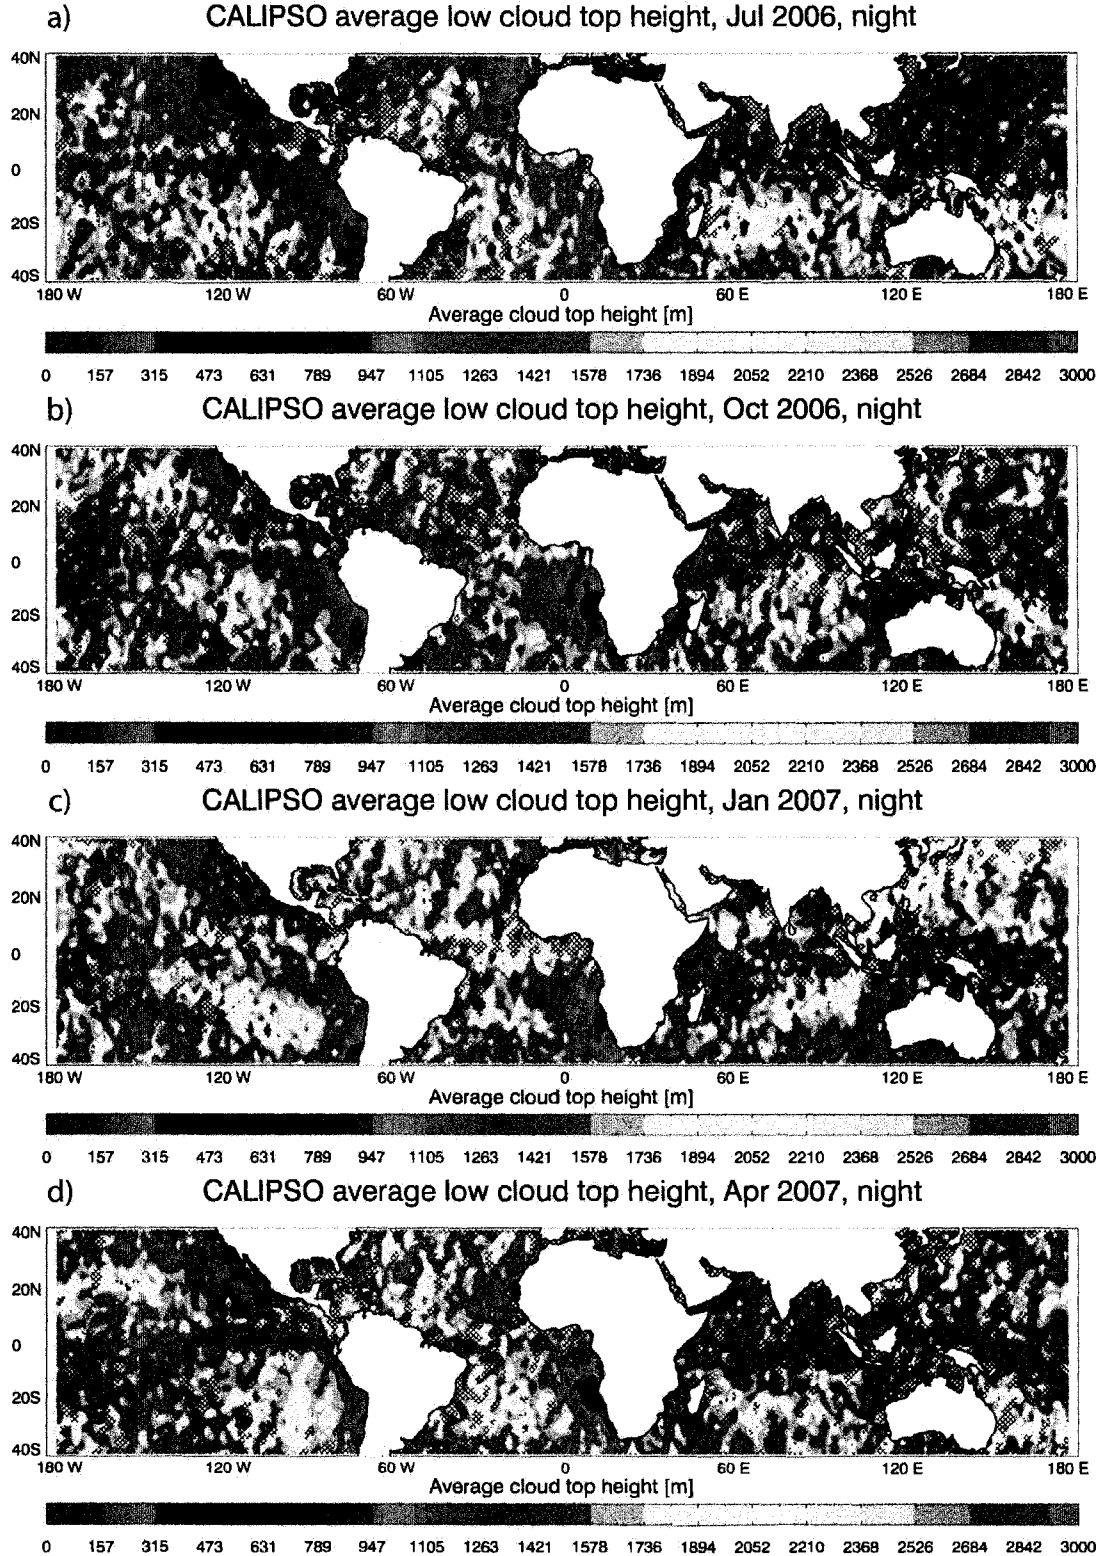 a) CALIPSO average low cloud top height, Jul 2006, night
40N
20N
0
20S
40S
180 W 120 W 60 W 0 60 E 120 E 180 E
Average cloud top height [m]
0 157 315 473 631 789 947 1105 1263 1421 1578 1736 1894 2052 2210 2368 2526 2684 2842 3000
b) CALIPSO average low cloud top height, Oct 2006, night
40N
20N
0
20S
40S
180 W 120 W 60 W 0 60 E 120 E 180 E
Average cloud top height [m]
0 157 315 473 631 789 947 1105 1263 1421 1578 1736 1894 2052 2210 2368 2526 2684 2842 3000
c) CALIPSO average low cloud top height, Jan 2007, night
40N
20N
0
20S
40S
180 W 120 W 60 W 0 60 E 120 E 180 E
Average cloud top height [m]
0 157 315 473 631 789 947 1105 1263 1421 1578 1736 1894 2052 2210 2368 2526 2684 2842 3000
d) CALIPSO average low cloud top height, Apr 2007, night
40N
20N
0
20S
40S
180 W 120 W 60 W 0 60 E 120 E 180 E
Average cloud top height [m]
0 157 315 473 631 789 947 1105 1263 1421 1578 1736 1894 2052 2210 2368 2526 2684 2842 3000